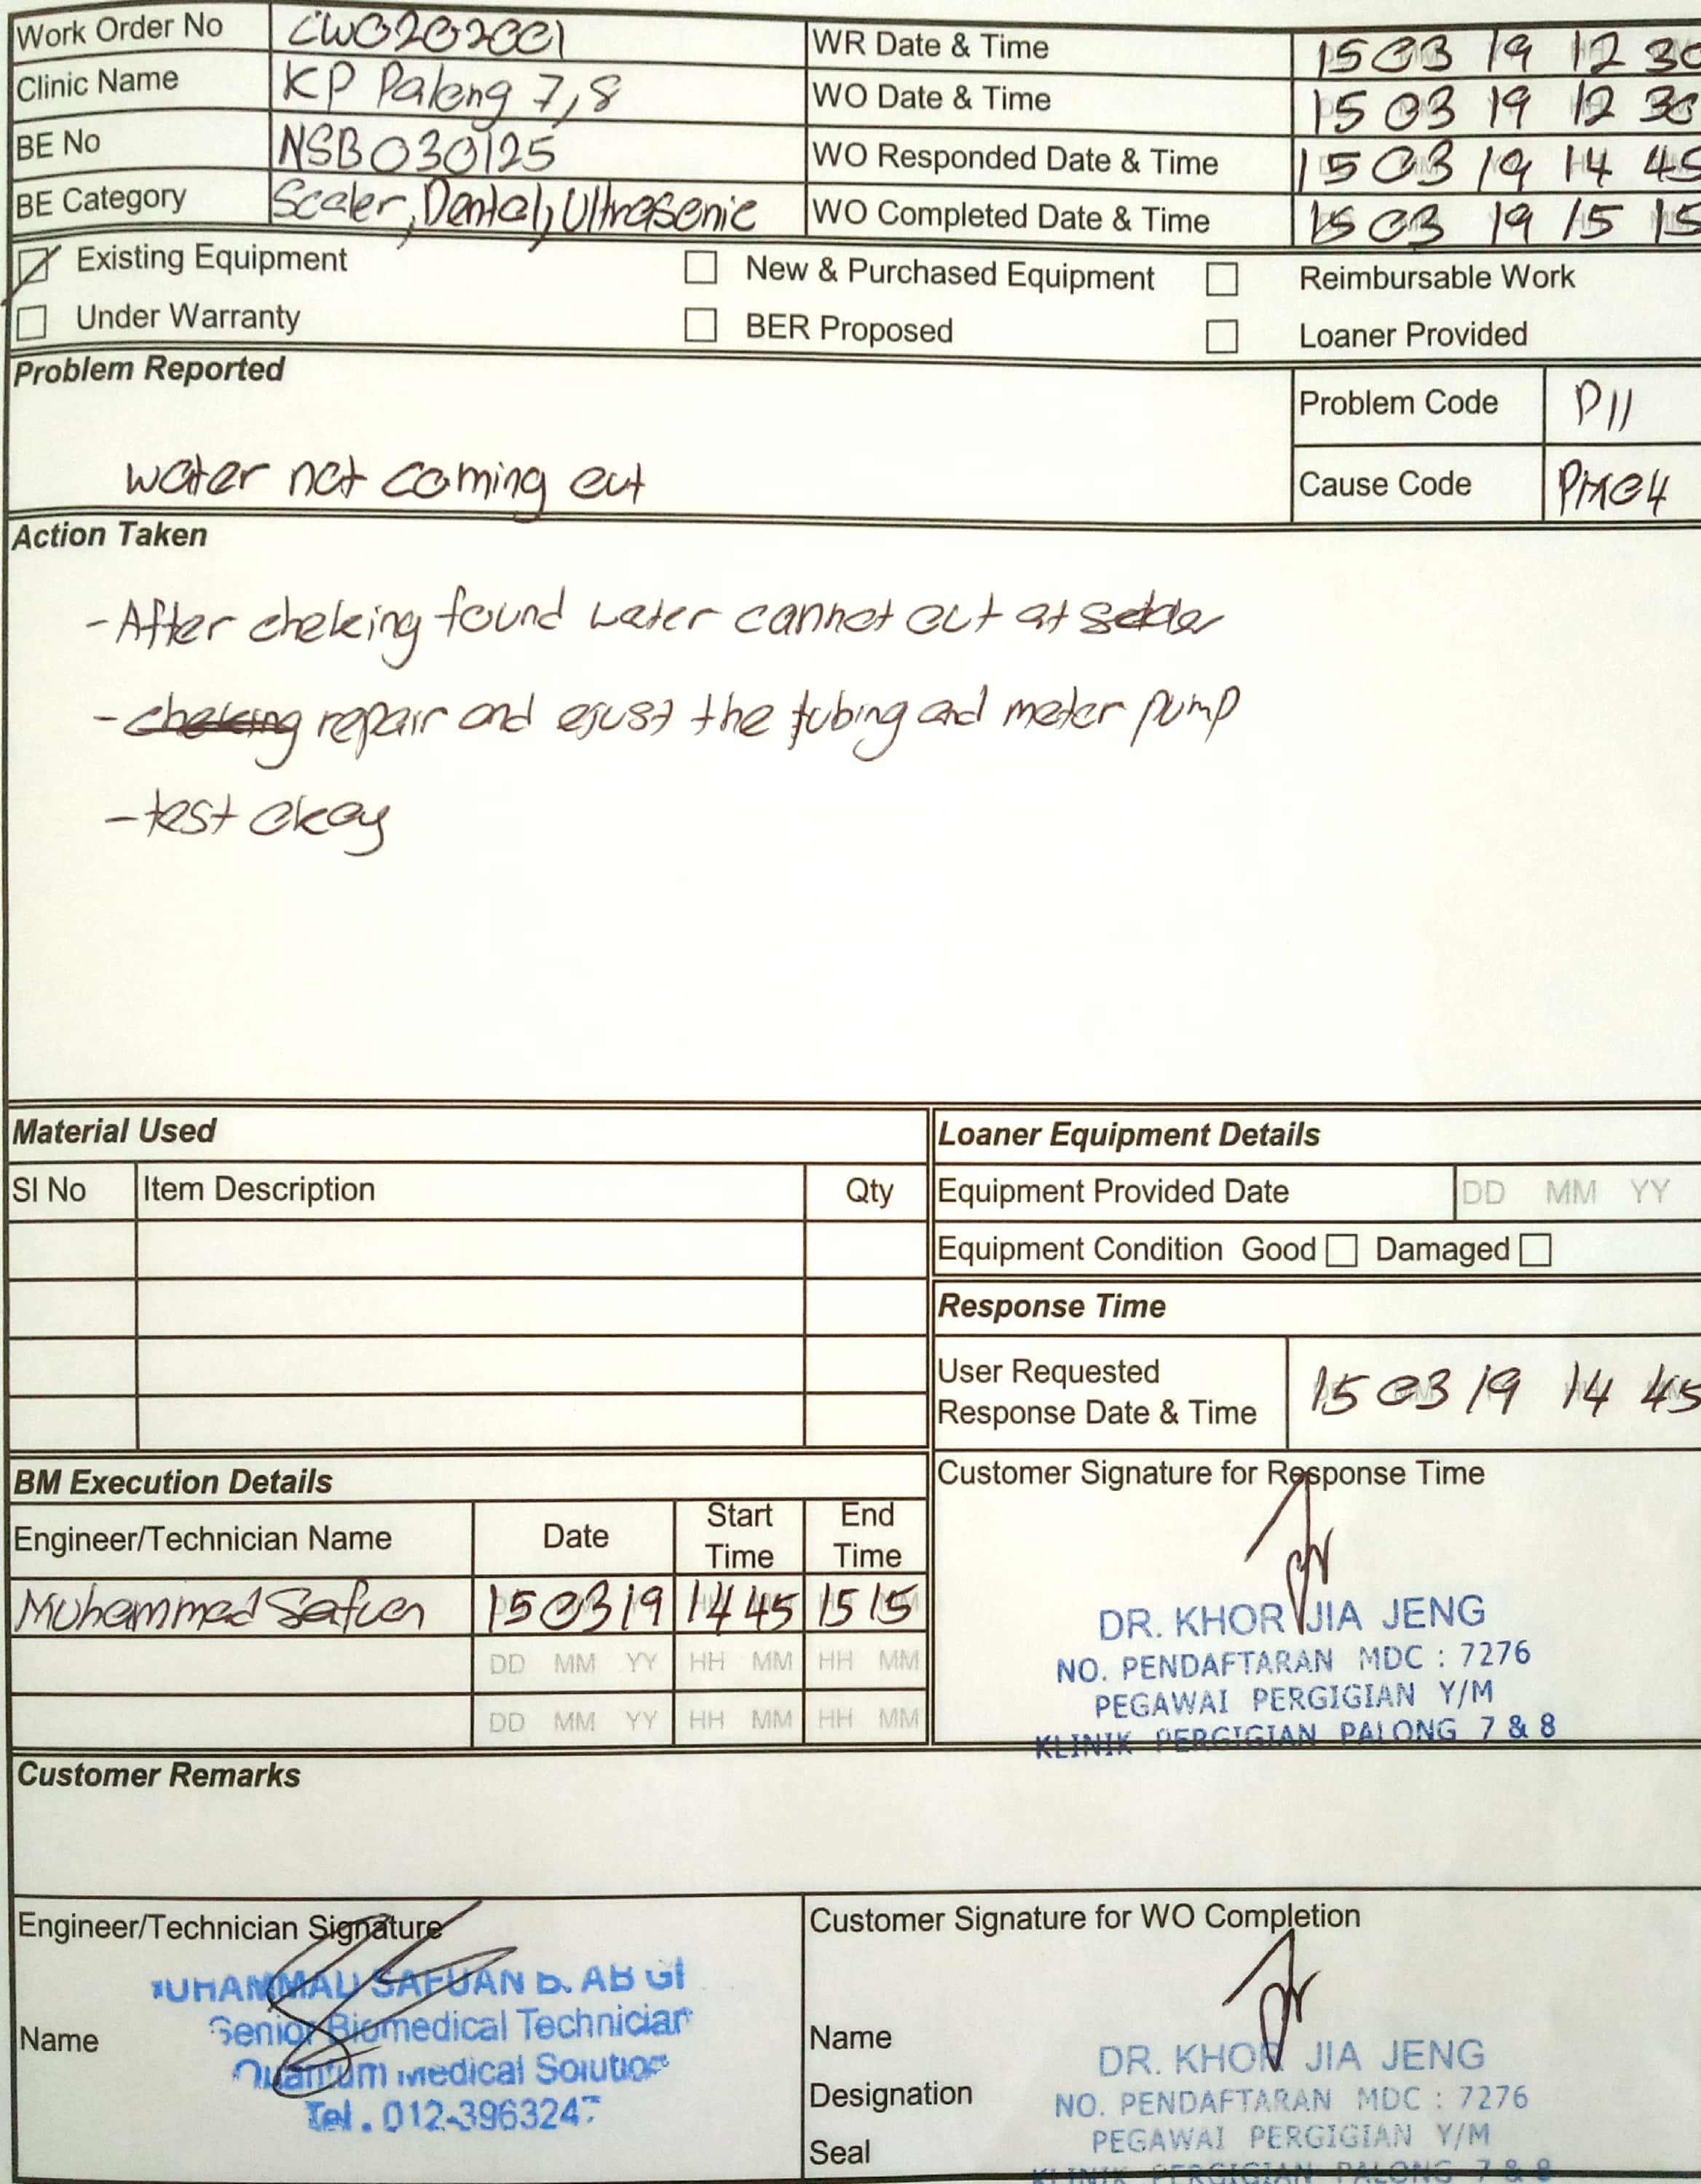 Work Order No CWO202001 WR Date & Time 15 03 19 12 30
Clinic Name KP Palong 7,8 WO Date & Time 15 03 19 12 30
BE No NSB030125 WO Responded Date & Time 15 03 19 14 45
BE Category Scaler, Dental, Ultrasonic WO Completed Date & Time 15 03 19 15 15
Existing Equipment New & Purchased Equipment Reimbursable Work
Under Warranty BER Proposed Loaner Provided
Problem Reported
Problem Code P11
water not coming out
Cause Code PM04
Action Taken
- After cheking found water cannot out at
- cheking repair and ejust the tubing and meter pump
- test okay
Material Used
Sl No Item Description Qty
Loaner Equipment Details
Equipment Provided Date DD MM YY
Equipment Condition Good Damaged
Response Time
User Requested
Response Date & Time 15 03 19 14 45
BM Execution Details
Engineer/Technician Name Date Start Time End Time
Muhammad Safuan 15 03 19 14 45 15 15
DD MM YY HH MM HH MM
DD MM YY HH MM HH MM
Customer Signature for Response Time
DR. KHOR JIA JENG
NO. PENDAFTARAN MDC : 7276
PEGAWAI PERGIGIAN Y/M
KLINIK PERGIGIAN PALONG 7 & 8
Customer Remarks
Engineer/Technician Signature
MUHAMMAD SAFUAN B. AB
Senior Biomedical Technician
Name
Quantum Medical Solution
Tel. 012-396324
Customer Signature for WO Completion
Name
DR. KHOR JIA JENG
Designation
NO. PENDAFTARAN MDC : 7276
PEGAWAI PERGIGIAN Y/M
Seal
KLINIK PERGIGIAN PALONG 7 & 8